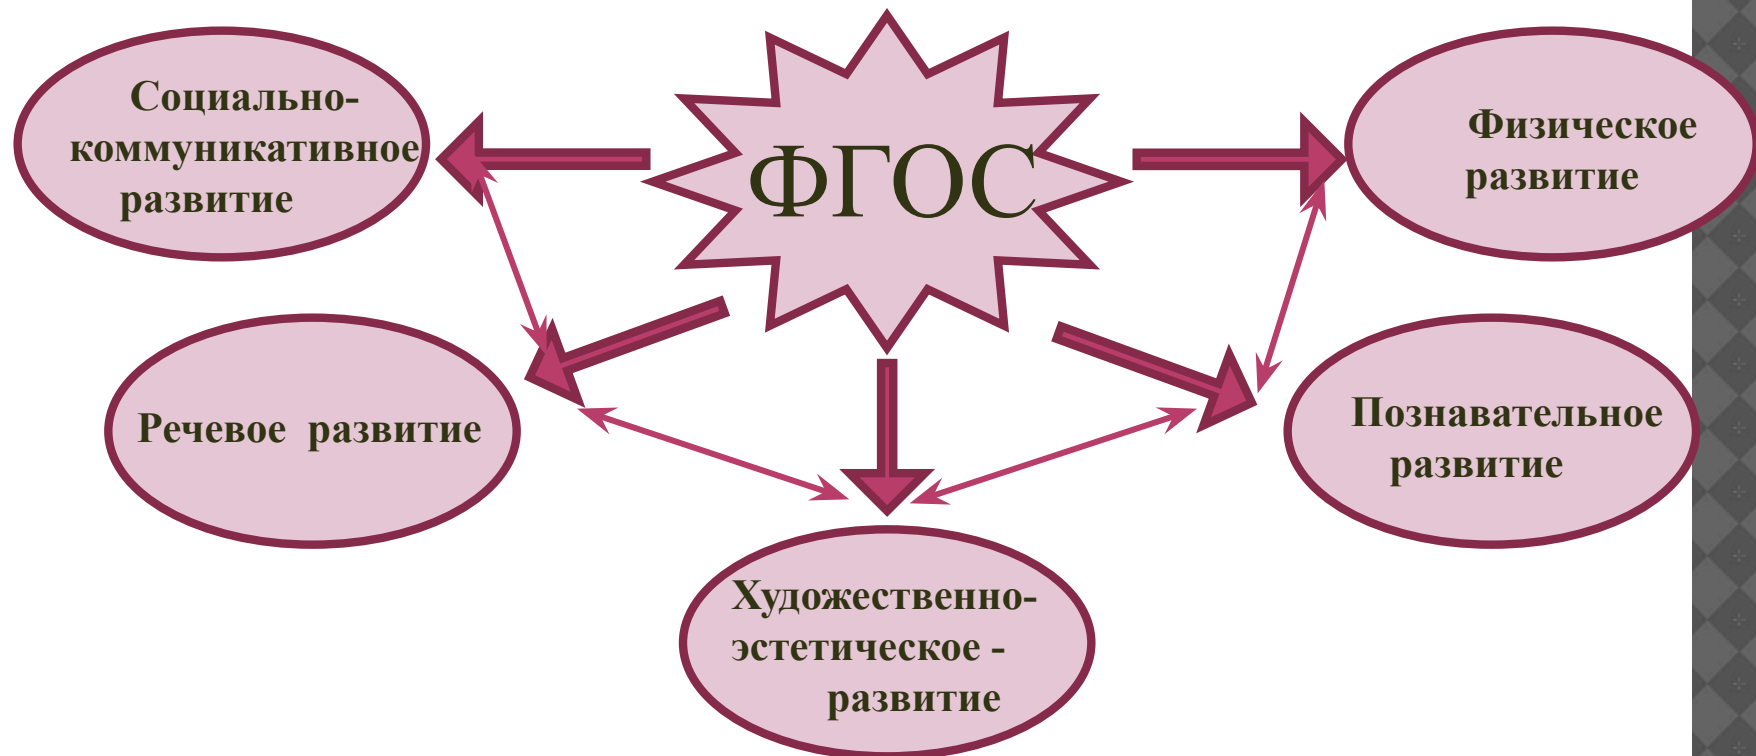 ФГОС
Социально-
коммуникативное
развитие
Физическое
развитие
Речевое развитие
Познавательное
развитие
Художественно-
эстетическое -
развитие